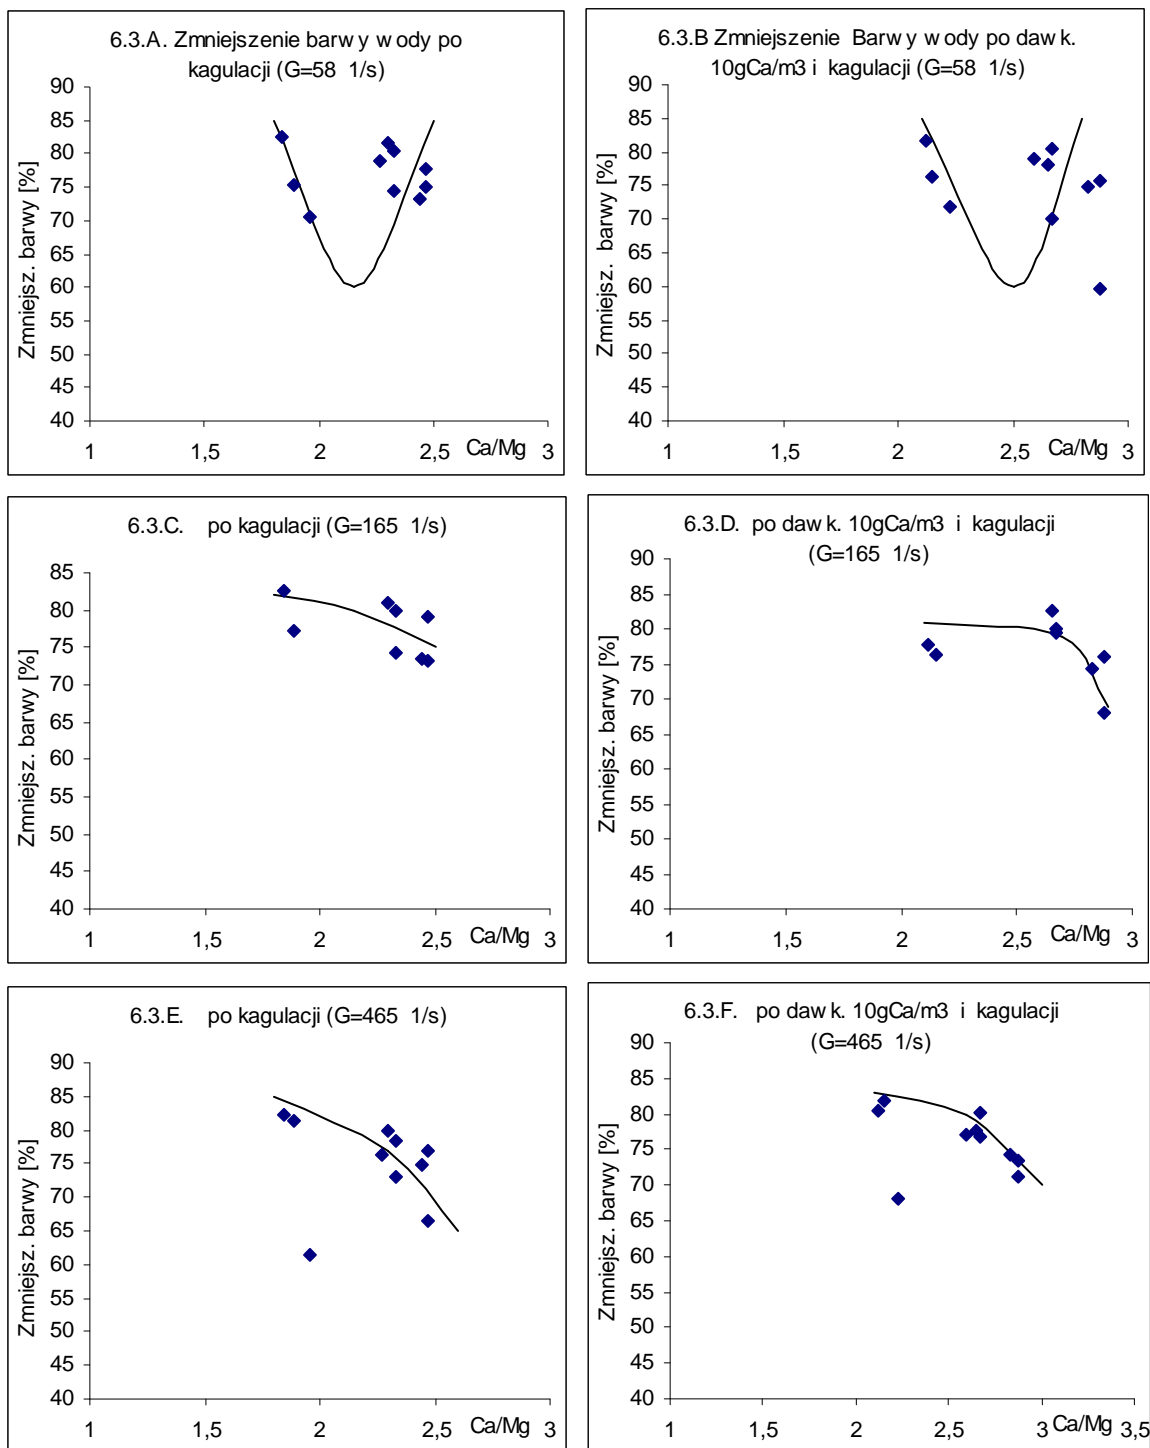 6.3.A. Zmniejszenie barwy wody po
kagulacji (G=58 1/s)
Zmniejsz. barwy [%]
90
85
80
75
70
65
60
55
50
45
40
1 1,5 2 2,5 Ca/Mg 3
6.3.B Zmniejszenie Barwy wody po dawk.
10gCa/m3 i kagulacji (G=58 1/s)
Zmniejsz. barwy [%]
90
85
80
75
70
65
60
55
50
45
40
1 1,5 2 2,5 Ca/Mg 3
6.3.C. po kagulacji (G=165 1/s)
Zmniejsz. barwy [%]
85
80
75
70
65
60
55
50
45
40
1 1,5 2 2,5 Ca/Mg 3
6.3.D. po dawk. 10gCa/m3 i kagulacji
(G=165 1/s)
Zmniejsz. barwy [%]
90
85
80
75
70
65
60
55
50
45
40
1 1,5 2 2,5 Ca/Mg 3
6.3.E. po kagulacji (G=465 1/s)
Zmniejsz. barwy [%]
90
85
80
75
70
65
60
55
50
45
40
1 1,5 2 2,5 Ca/Mg 3
6.3.F. po dawk. 10gCa/m3 i kagulacji
(G=465 1/s)
Zmniejsz. barwy [%]
90
85
80
75
70
65
60
55
50
45
40
1 1,5 2 2,5 3 Ca/Mg 3,5